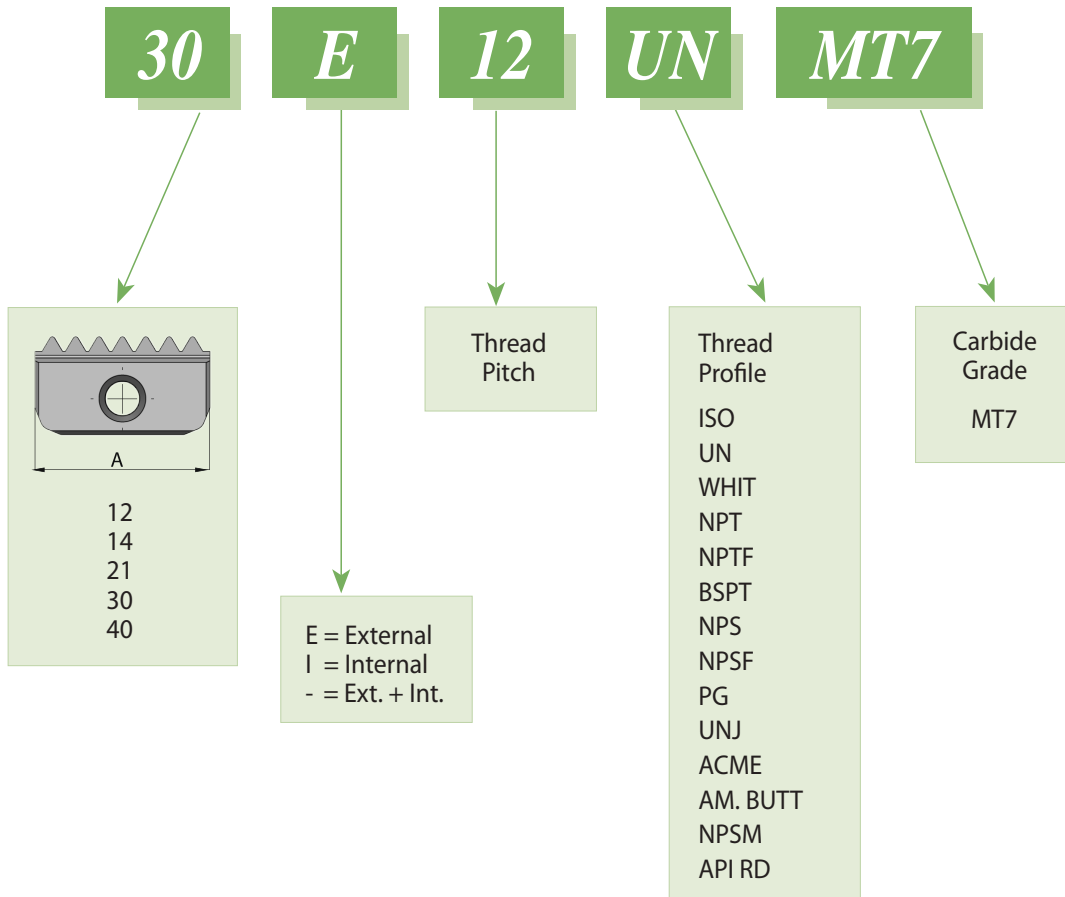 30 E 12 UN MT7
A
12
14
21
30
40
E = External
I = Internal
- = Ext. + Int.
Thread
Pitch
Thread
Profile
ISO
UN
WHIT
NPT
NPTF
BSPT
NPS
NPSF
PG
UNJ
ACME
AM. BUTT
NPSM
API RD
Carbide
Grade
MT7